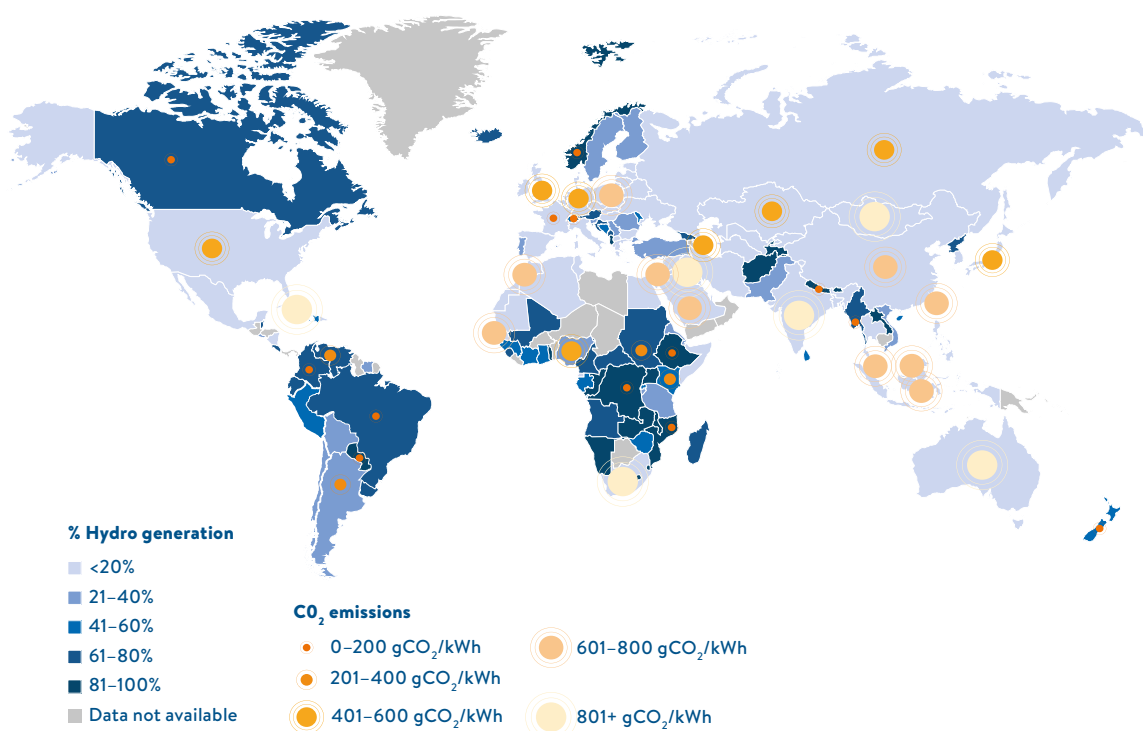 % Hydro generation
<20%
21–40%
41–60%
61–80%
81–100%
Data not available
C0₂ emissions
0–200 gCO₂/kWh
201–400 gCO₂/kWh
401–600 gCO₂/kWh
601–800 gCO₂/kWh
801+ gCO₂/kWh